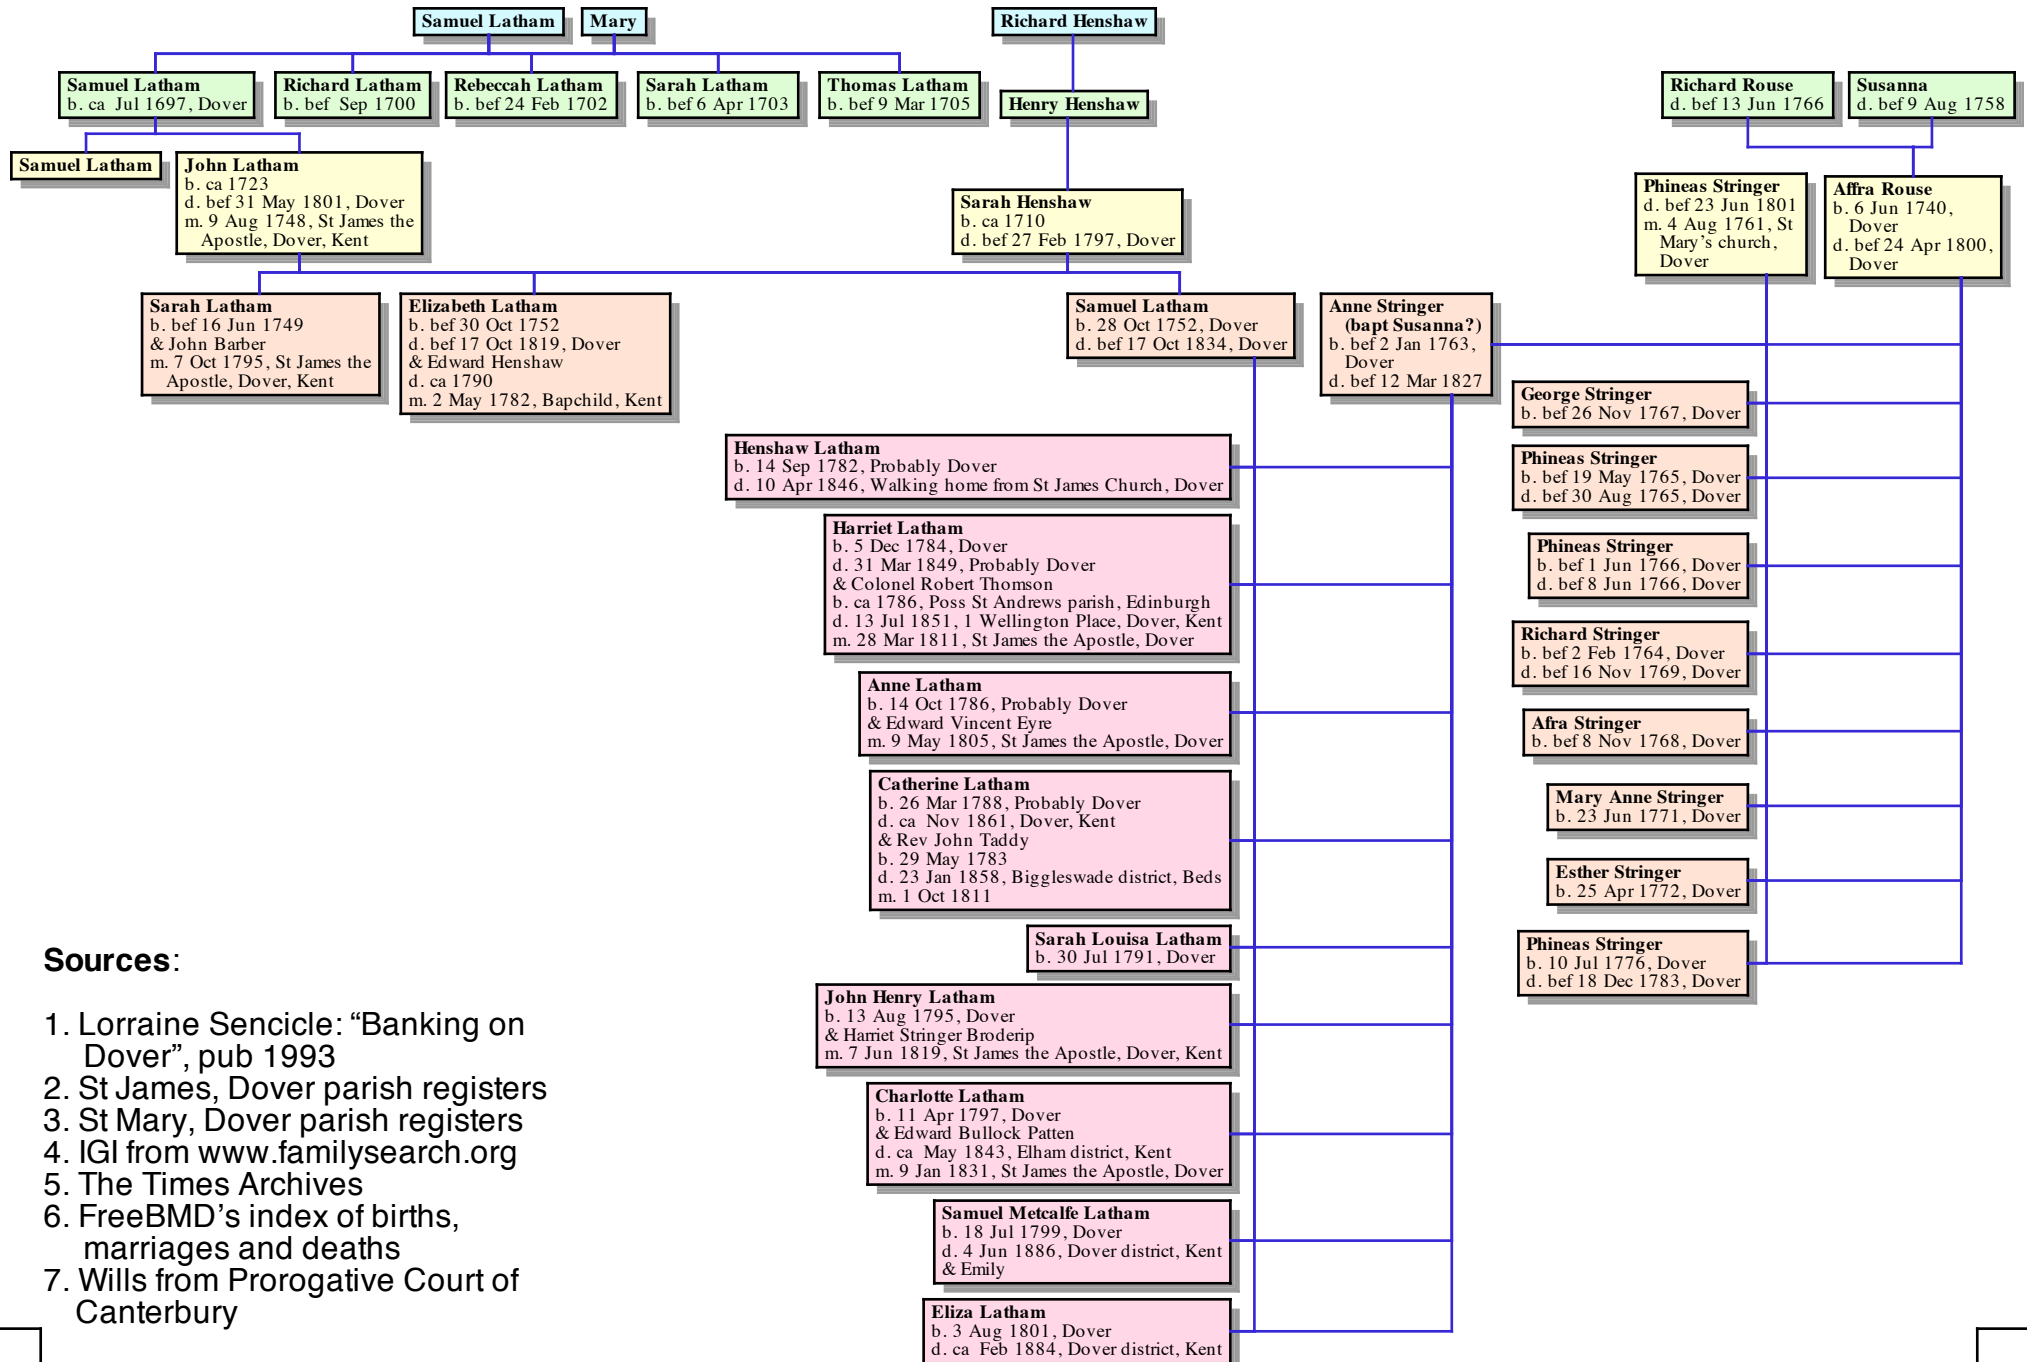 Samuel Latham
Mary
Richard Henshaw
Samuel Latham
b. ca Jul 1697, Dover
Richard Latham
b. bef Sep 1700
Rebeccah Latham
b. bef 24 Feb 1702
Sarah Latham
b. bef 6 Apr 1703
Thomas Latham
b. bef 9 Mar 1705
Henry Henshaw
Richard Rouse
d. bef 13 Jun 1766
Susanna
d. bef 9 Aug 1758
Samuel Latham
John Latham
b. ca 1723
d. bef 31 May 1801, Dover
m. 9 Aug 1748, St James the
Apostle, Dover, Kent
Sarah Henshaw
b. ca 1710
d. bef 27 Feb 1797, Dover
Phineas Stringer
d. bef 23 Jun 1801
m. 4 Aug 1761, St
Mary's church,
Dover
Affra Rouse
b. 6 Jun 1740,
Dover
d. bef 24 Apr 1800,
Dover
Sarah Latham
b. bef 16 Jun 1749
& John Barber
m. 7 Oct 1795, St James the
Apostle, Dover, Kent
Elizabeth Latham
b. bef 30 Oct 1752
d. bef 17 Oct 1819, Dover
& Edward Henshaw
d. ca 1790
m. 2 May 1782, Bapchild, Kent
Samuel Latham
b. 28 Oct 1752, Dover
d. bef 17 Oct 1834, Dover
Anne Stringer
(bapt Susanna?)
b. bef 2 Jan 1763,
Dover
d. bef 12 Mar 1827
George Stringer
b. bef 26 Nov 1767, Dover
Phineas Stringer
b. bef 19 May 1765, Dover
d. bef 30 Aug 1765, Dover
Phineas Stringer
b. bef 1 Jun 1766, Dover
d. bef 8 Jun 1766, Dover
Richard Stringer
b. bef 2 Feb 1764, Dover
d. bef 16 Nov 1769, Dover
Afra Stringer
b. bef 8 Nov 1768, Dover
Mary Anne Stringer
b. 23 Jun 1771, Dover
Esther Stringer
b. 25 Apr 1772, Dover
Phineas Stringer
b. 10 Jul 1776, Dover
d. bef 18 Dec 1783, Dover
Henshaw Latham
b. 14 Sep 1782, Probably Dover
d. 10 Apr 1846, Walking home from St James Church, Dover
Harriet Latham
b. 5 Dec 1784, Dover
d. 31 Mar 1849, Probably Dover
& Colonel Robert Thomson
b. ca 1786, Poss St Andrews parish, Edinburgh
d. 13 Jul 1851, 1 Wellington Place, Dover, Kent
m. 28 Mar 1811, St James the Apostle, Dover
Anne Latham
b. 14 Oct 1786, Probably Dover
& Edward Vincent Eyre
m. 9 May 1805, St James the Apostle, Dover
Catherine Latham
b. 26 Mar 1788, Probably Dover
d. ca Nov 1861, Dover, Kent
& Rev John Taddy
b. 29 May 1783
d. 23 Jan 1858, Biggleswade district, Beds
m. 1 Oct 1811
Sarah Louisa Latham
b. 30 Jul 1791, Dover
John Henry Latham
b. 13 Aug 1795, Dover
& Harriet Stringer Broderip
m. 7 Jun 1819, St James the Apostle, Dover, Kent
Charlotte Latham
b. 11 Apr 1797, Dover
& Edward Bullock Patten
d. ca May 1843, Elham district, Kent
m. 9 Jan 1831, St James the Apostle, Dover
Samuel Metcalfe Latham
b. 18 Jul 1799, Dover
d. 4 Jun 1886, Dover district, Kent
& Emily
Eliza Latham
b. 3 Aug 1801, Dover
d. ca Feb 1884, Dover district, Kent
Sources:
1. Lorraine Sencicle: “Banking on
Dover”, pub 1993
2. St James, Dover parish registers
3. St Mary, Dover parish registers
4. IGI from www.familysearch.org
5. The Times Archives
6. FreeBMD’s index of births,
marriages and deaths
7. Wills from Prorogative Court of
Canterbury